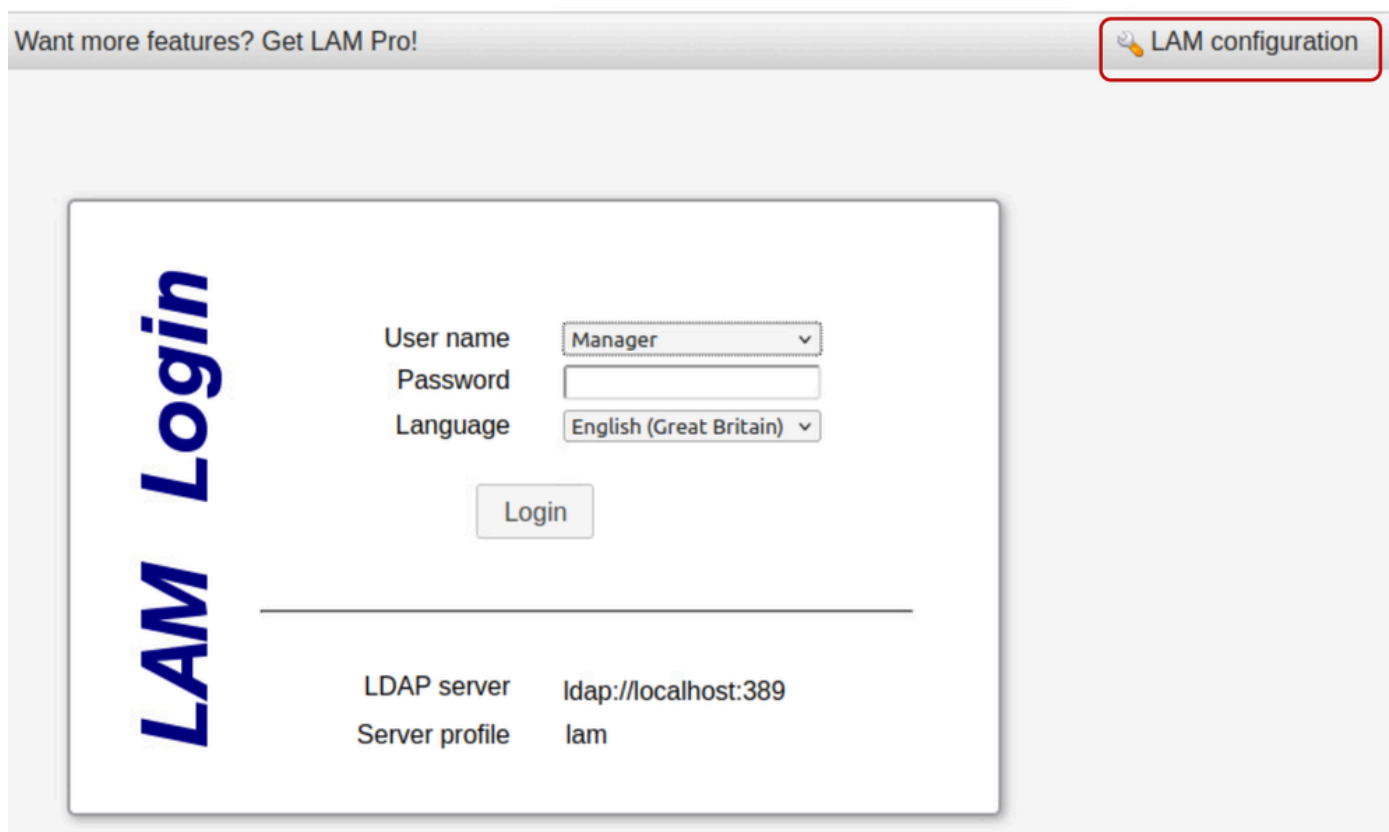 Want more features? Get LAM Pro!
LAM configuration
LAM Login
User name
Manager
Password
Language
English (Great Britain)
Login
LDAP server
ldap://localhost:389
Server profile
lam